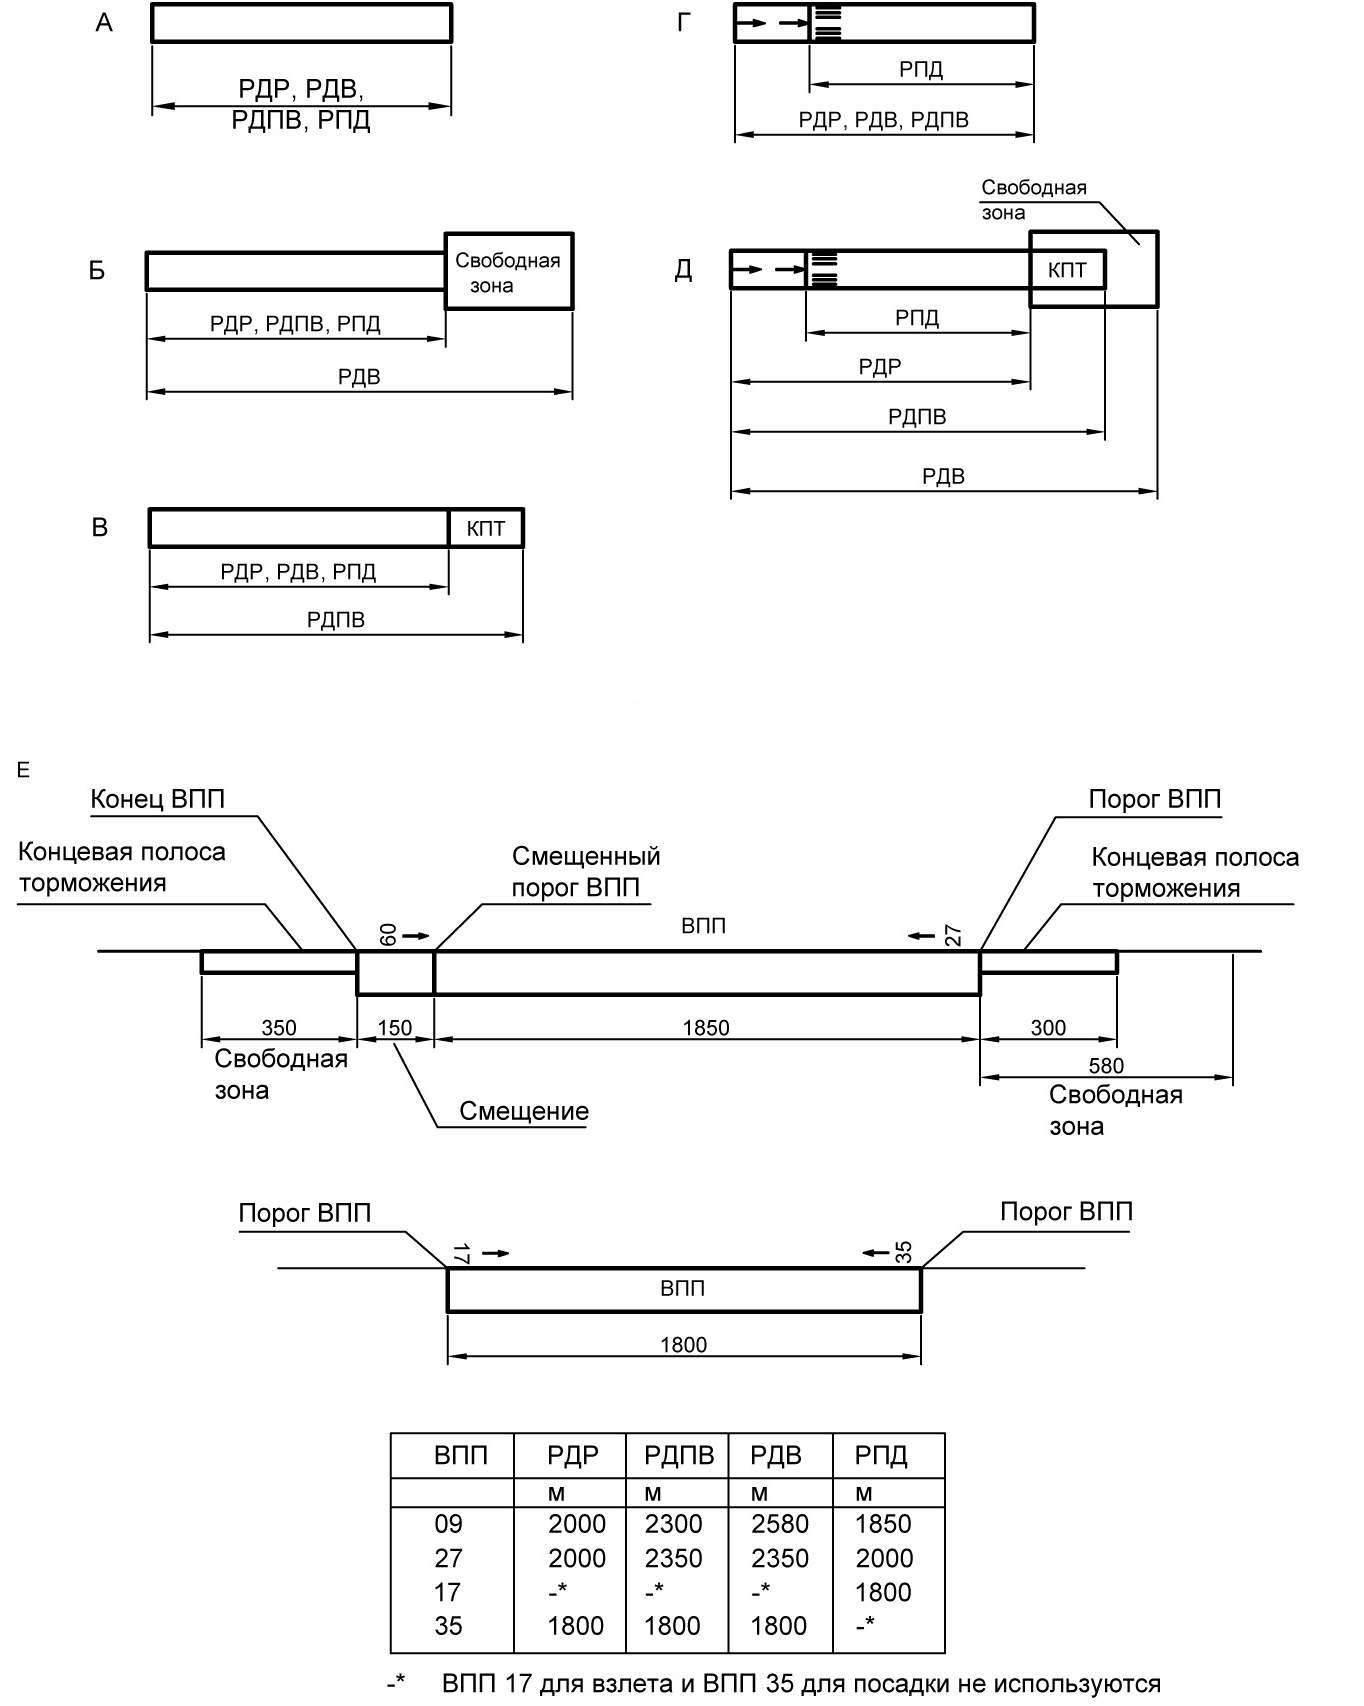 А
РДР, РДВ,
РДПВ, РПД
Г
РПД
РДР, РДВ, РДПВ
Б
Свободная
зона
РДР, РДПВ, РПД
РДВ
Свободная
зона
Д
КПТ
РПД
РДР
РДПВ
РДВ
В
КПТ
РДР, РДВ, РПД
РДПВ
Е
Конец ВПП
Порог ВПП
Концевая полоса
торможения
Смещенный
порог ВПП
Концевая полоса
торможения
09
ВПП
27
350
150
1850
300
Свободная
зона
580
Свободная
зона
Смещение
Порог ВПП
Порог ВПП
17
35
ВПП
1800
ВПП РДР РДПВ РДВ РПД
м м м м
09 2000 2300 2580 1850
27 2000 2350 2350 2000
17 -* -* -* 1800
35 1800 1800 1800 -*
-* ВПП 17 для взлета и ВПП 35 для посадки не используются